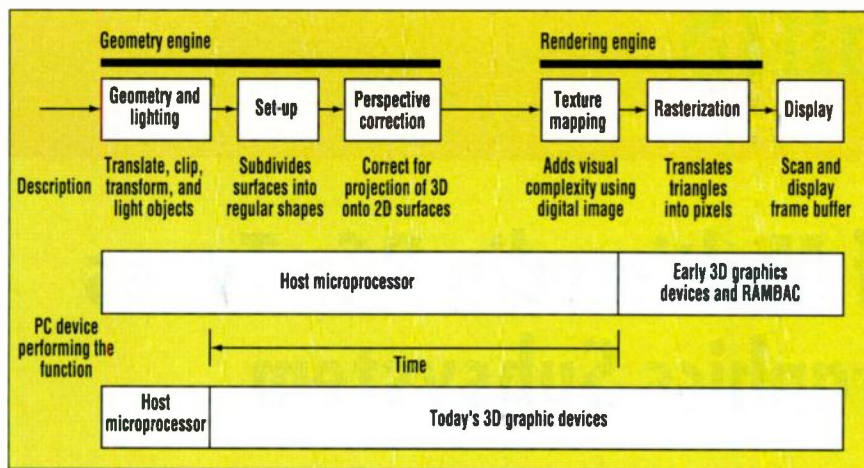 Geometry engine
Rendering engine
Geometry and
lighting
Set-up
Perspective
correction
Texture
mapping
Rasterization
Display
Description
Translate, clip,
transform, and
light objects
Subdivides
surfaces into
regular shapes
Correct for
projection of 3D
onto 2D surfaces
Adds visual
complexity using
digital image
Translates
triangles
into pixels
Scan and
display
frame buffer
Host microprocessor
Early 3D graphics
devices and RAMBAC
PC device
performing the
function
Time
Host
microprocessor
Today's 3D graphic devices